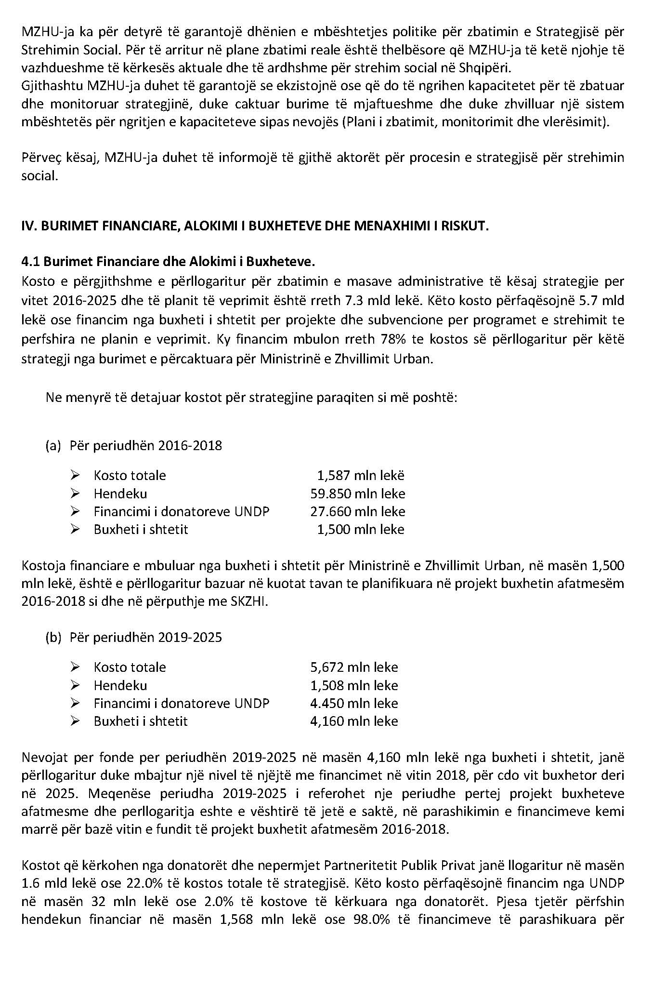 MZHU-ja ka për detyrë të garantojë dhënien e mbështetjes politike për zbatimin e Strategjisë për
Strehimin Social. Për të arritur në plane zbatimi reale është thelbësore që MZHU-ja të ketë njohje të
vazhdueshme të kërkesës aktuale dhe të ardhshme për strehim social në Shqipëri.
Gjithashtu MZHU-ja duhet të garantojë se ekzistojnë ose që do të ngrihen kapacitetet për të zbatuar
dhe monitoruar strategjinë, duke caktuar burime të mjaftueshme dhe duke zhvilluar një sistem
mbështetës për ngritjen e kapaciteteve sipas nevojës (Plani i zbatimit, monitorimit dhe vlerësimit).
Përveç kësaj, MZHU-ja duhet të informojë të gjithë aktorët për procesin e strategjisë për strehimin
social.
IV. BURIMET FINANCIARE, ALOKIMI I BUXHETEVE DHE MENAXHIMI I RISKUT.
4.1 Burimet Financiare dhe Alokimi i Buxheteve.
Kosto e përgjithshme e përllogaritur për zbatimin e masave administrative të kësaj strategjie per
vitet 2016-2025 dhe të planit të veprimit është rreth 7.3 mld lekë. Këto kosto përfaqësojnë 5.7 mld
lekë ose financim nga buxheti i shtetit per projekte dhe subvencione per programet e strehimit te
perfshira ne planin e veprimit. Ky financim mbulon rreth 78% te kostos së përllogaritur për këtë
strategji nga burimet e përcaktuara për Ministrinë e Zhvillimit Urban.
Ne menyrë të detajuar kostot për strategjine paraqiten si më poshtë:
(a) Për periudhën 2016-2018
➢ Kosto totale 1,587 mln lekë
➢ Hendeku 59.850 mln leke
➢ Financimi i donatoreve UNDP 27.660 mln leke
➢ Buxheti i shtetit 1,500 mln leke
Kostoja financiare e mbuluar nga buxheti i shtetit për Ministrinë e Zhvillimit Urban, në masën 1,500
mln lekë, është e përllogaritur bazuar në kuotat tavan te planifikuara në projekt buxhetin afatmesëm
2016-2018 si dhe në përputhje me SKZHI.
(b) Për periudhën 2019-2025
➢ Kosto totale 5,672 mln leke
➢ Hendeku 1,508 mln leke
➢ Financimi i donatoreve UNDP 4.450 mln leke
➢ Buxheti i shtetit 4,160 mln leke
Nevojat per fonde per periudhën 2019-2025 në masën 4,160 mln lekë nga buxheti i shtetit, janë
përllogaritur duke mbajtur një nivel të njëjtë me financimet në vitin 2018, për cdo vit buxhetor deri
në 2025. Meqenëse periudha 2019-2025 i referohet nje periudhe pertej projekt buxheteve
afatmesme dhe perllogaritja eshte e vështirë të jetë e saktë, në parashikimin e financimeve kemi
marrë për bazë vitin e fundit të projekt buxhetit afatmesëm 2016-2018.
Kostot që kërkohen nga donatorët dhe nepermjet Partneritetit Publik Privat janë llogaritur në masën
1.6 mld lekë ose 22.0% të kostos totale të strategjisë. Këto kosto përfaqësojnë financim nga UNDP
në masën 32 mln lekë ose 2.0% të kostove të kërkuara nga donatorët. Pjesa tjetër përfshin
hendekun financiar në masën 1,568 mln lekë ose 98.0% të financimeve të parashikuara për